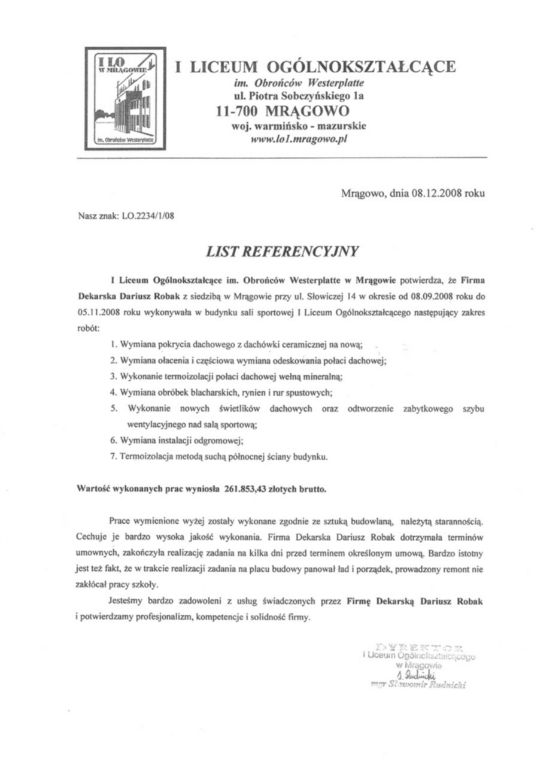 I LO
W MRĄGOWIE
im. Obrońców Westerplatte
I LICEUM OGÓLNOKSZTAŁCĄCE
im. Obrońców Westerplatte
ul. Piotra Sobczyńskiego 1a
11-700 MRĄGOWO
woj. warmińsko - mazurskie
www.lo1.mragowo.pl
Mrągowo, dnia 08.12.2008 roku
Nasz znak: LO.2234/1/08
LIST REFERENCYJNY
I Liceum Ogólnokształcące im. Obrońców Westerplatte w Mrągowie potwierdza, że Firma
Dekarska Dariusz Robak z siedzibą w Mrągowie przy ul. Słowiczej 14 w okresie od 08.09.2008 roku do
05.11.2008 roku wykonywała w budynku sali sportowej I Liceum Ogólnokształcącego następujący zakres
robót:
1. Wymiana pokrycia dachowego z dachówki ceramicznej na nową;
2. Wymiana ołacenia i częściowa wymiana odeskowania połaci dachowej;
3. Wykonanie termoizolacji połaci dachowej wełną mineralną;
4. Wymiana obróbek blacharskich, rynien i rur spustowych;
5. Wykonanie nowych świetlików dachowych oraz odtworzenie zabytkowego szybu
wentylacyjnego nad salą sportową;
6. Wymiana instalacji odgromowej;
7. Termoizolacja metodą suchą północnej ściany budynku.
Wartość wykonanych prac wyniosła 261.853,43 złotych brutto.
Prace wymienione wyżej zostały wykonane zgodnie ze sztuką budowlaną, należytą starannością.
Cechuje je bardzo wysoka jakość wykonania. Firma Dekarska Dariusz Robak dotrzymała terminów
umownych, zakończyła realizację zadania na kilka dni przed terminem określonym umową. Bardzo istotny
jest też fakt, że w trakcie realizacji zadania na placu budowy panował ład i porządek, prowadzony remont nie
zakłócał pracy szkoły.
Jesteśmy bardzo zadowoleni z usług świadczonych przez Firmę Dekarską Dariusz Robak
i potwierdzamy profesjonalizm, kompetencje i solidność firmy.
DYREKTOR
I Liceum Ogólnokształcącego
w Mrągowie
S. Rudnicki
mgr Sławomir Rudnicki